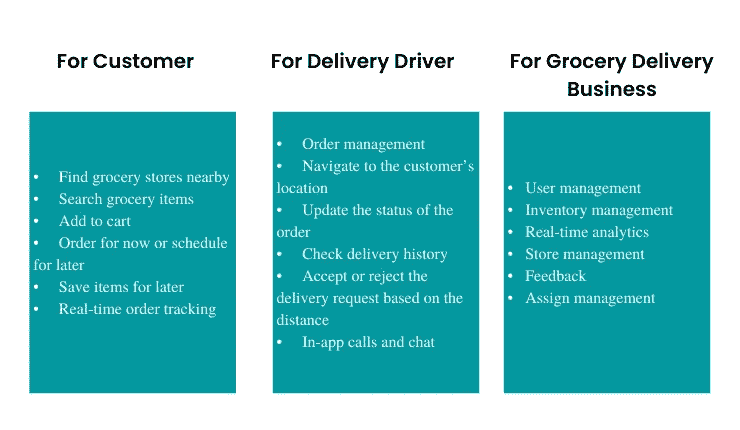 For Customer
• Find grocery stores nearby
• Search grocery items
• Add to cart
• Order for now or schedule
for later
• Save items for later
• Real-time order tracking
For Delivery Driver
• Order management
• Navigate to the customer’s
location
• Update the status of the
order
• Check delivery history
• Accept or reject the
delivery request based on the
distance
• In-app calls and chat
For Grocery Delivery
Business
• User management
• Inventory management
• Real-time analytics
• Store management
• Feedback
• Assign management